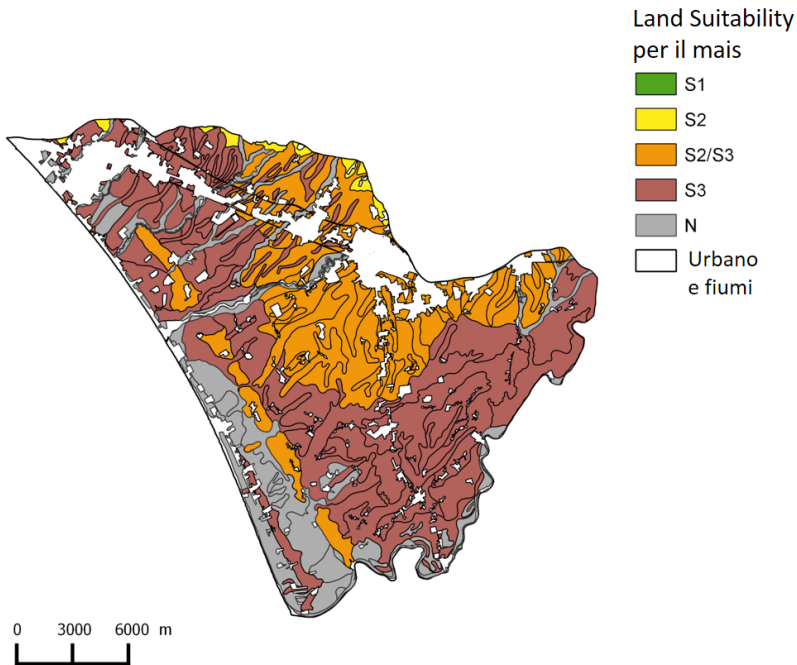 Land Suitability
per il mais
S1
S2
S2/S3
S3
N
Urbano
e fiumi
0 3000 6000 m